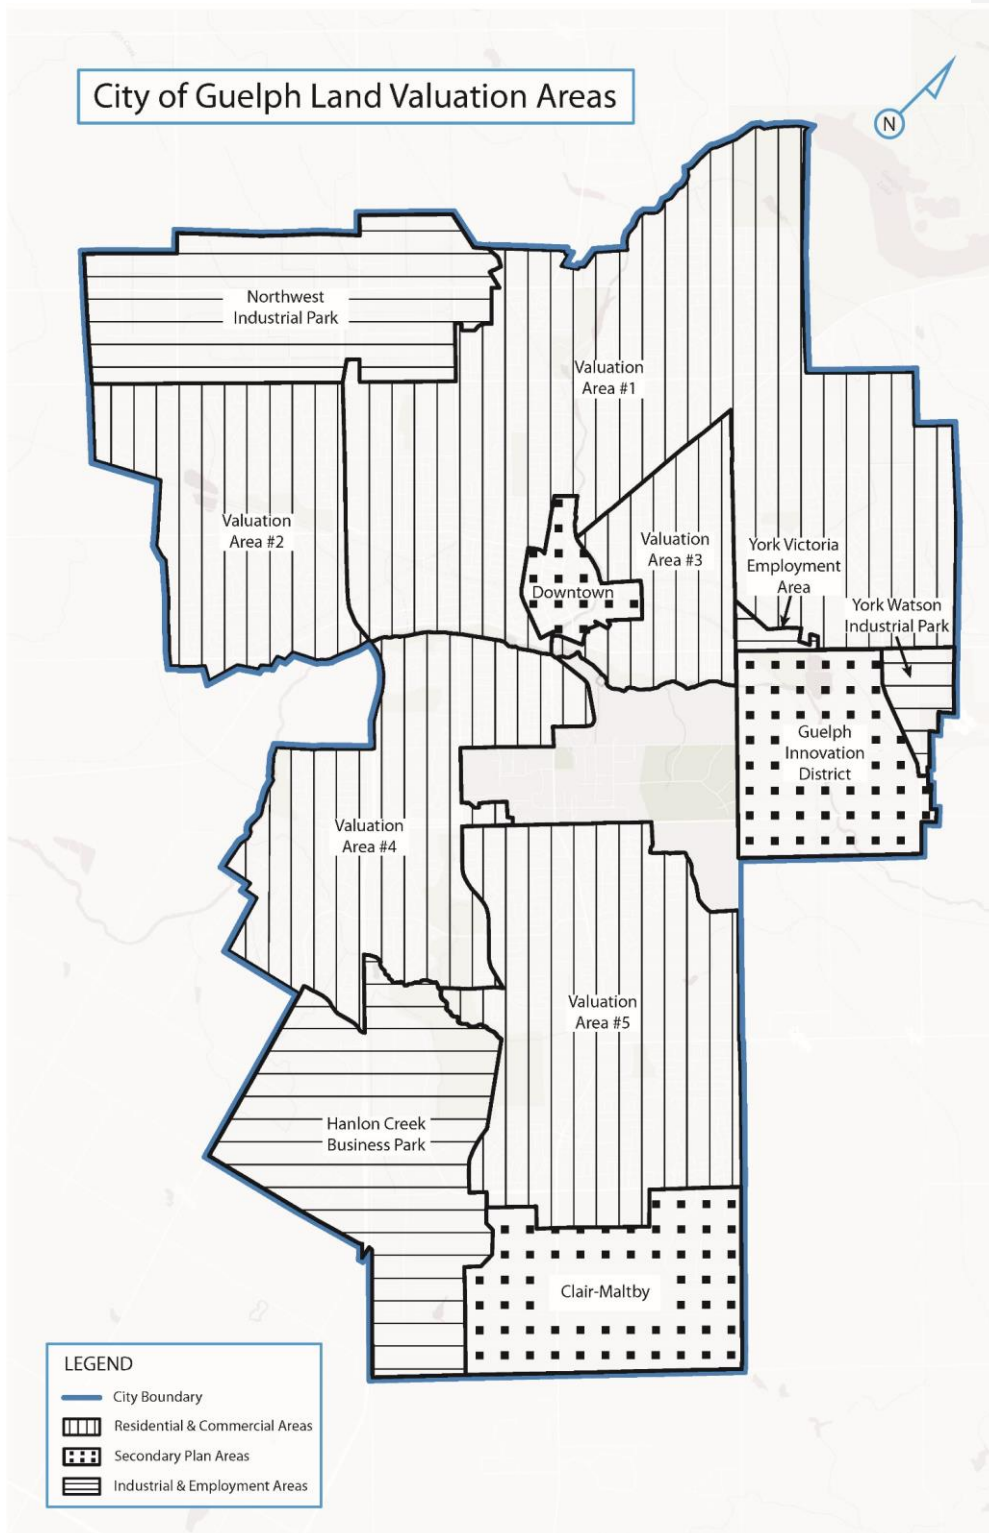 City of Guelph Land Valuation Areas
N
Northwest
Industrial Park
Valuation
Area #1
Valuation
Area #2
Valuation
Area #3
York Victoria
Employment
Area
Downtown
York Watson
Industrial Park
Guelph
Innovation
District
Valuation
Area #4
Valuation
Area #5
Hanlon Creek
Business Park
Clair-Maltby
LEGEND
City Boundary
Residential & Commercial Areas
Secondary Plan Areas
Industrial & Employment Areas